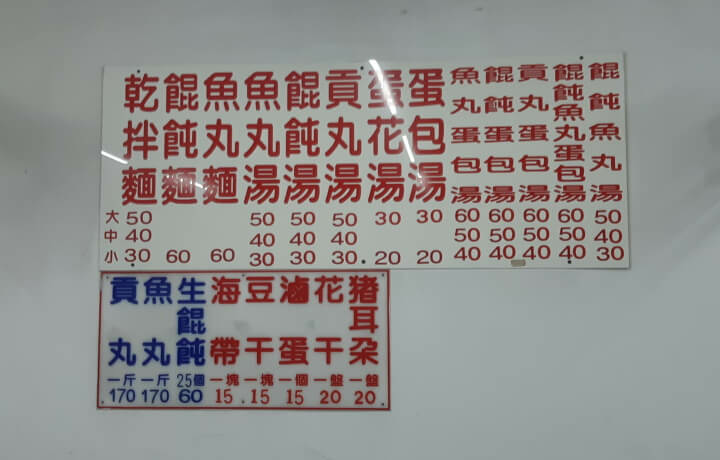 乾拌麵 大50 中40 小30
餛飩麵 60
魚丸麵 60
魚丸湯 50 40 30
餛飩湯 50 40 30
貢丸湯 50 40 30
蛋花湯 30 20
蛋包湯 30 20
魚丸蛋包湯 60 50 40
餛飩蛋包湯 60 50 40
貢丸蛋包湯 60 50 40
餛飩魚丸蛋包湯 60 50 40
餛飩魚丸湯 50 40 30
貢丸 一斤 170
魚丸 一斤 170
生餛飩 25個 60
海帶 一塊 15
豆干 一塊 15
滷蛋 一個 15
花干 一盤 20
豬耳朵 一盤 20